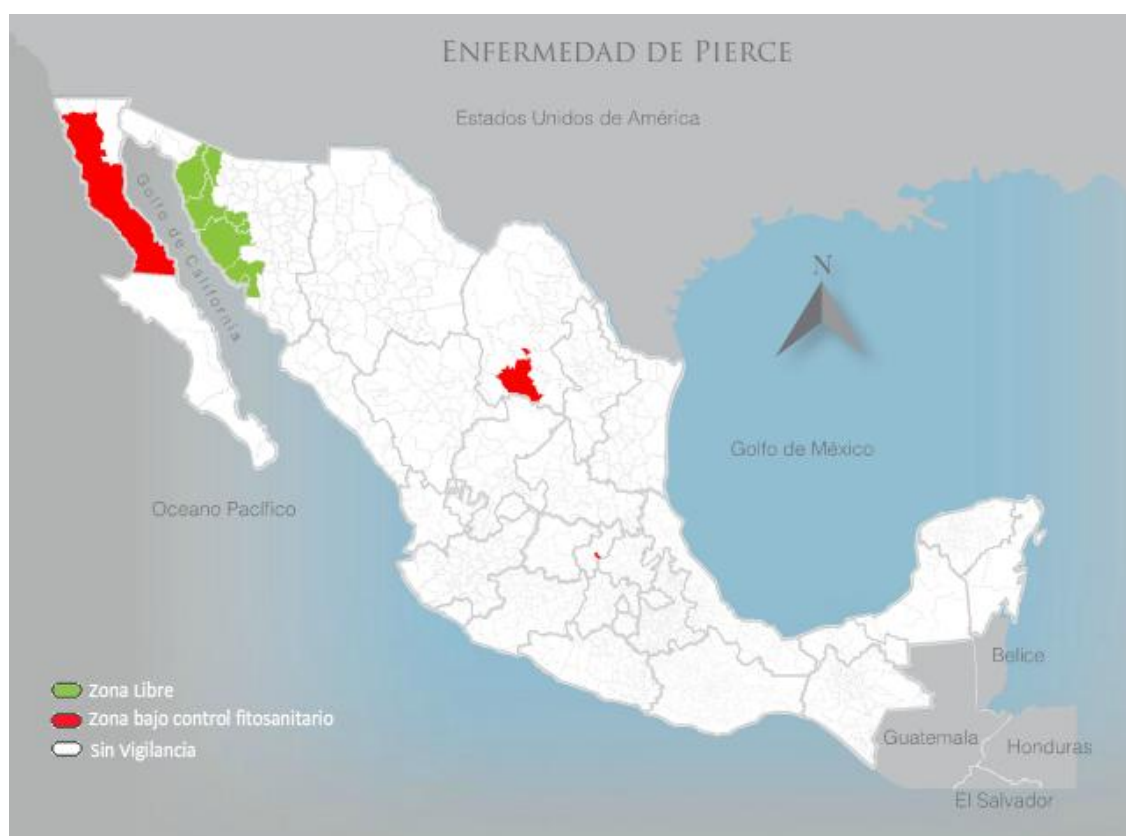 ENFERMEDAD DE PIERCE
Estados Unidos de América
Golfo de California
N
Golfo de México
Oceano Pacífico
Belice
Zona Libre
Zona bajo control fitosanitario
Sin Vigilancia
Guatemala
Honduras
El Salvador